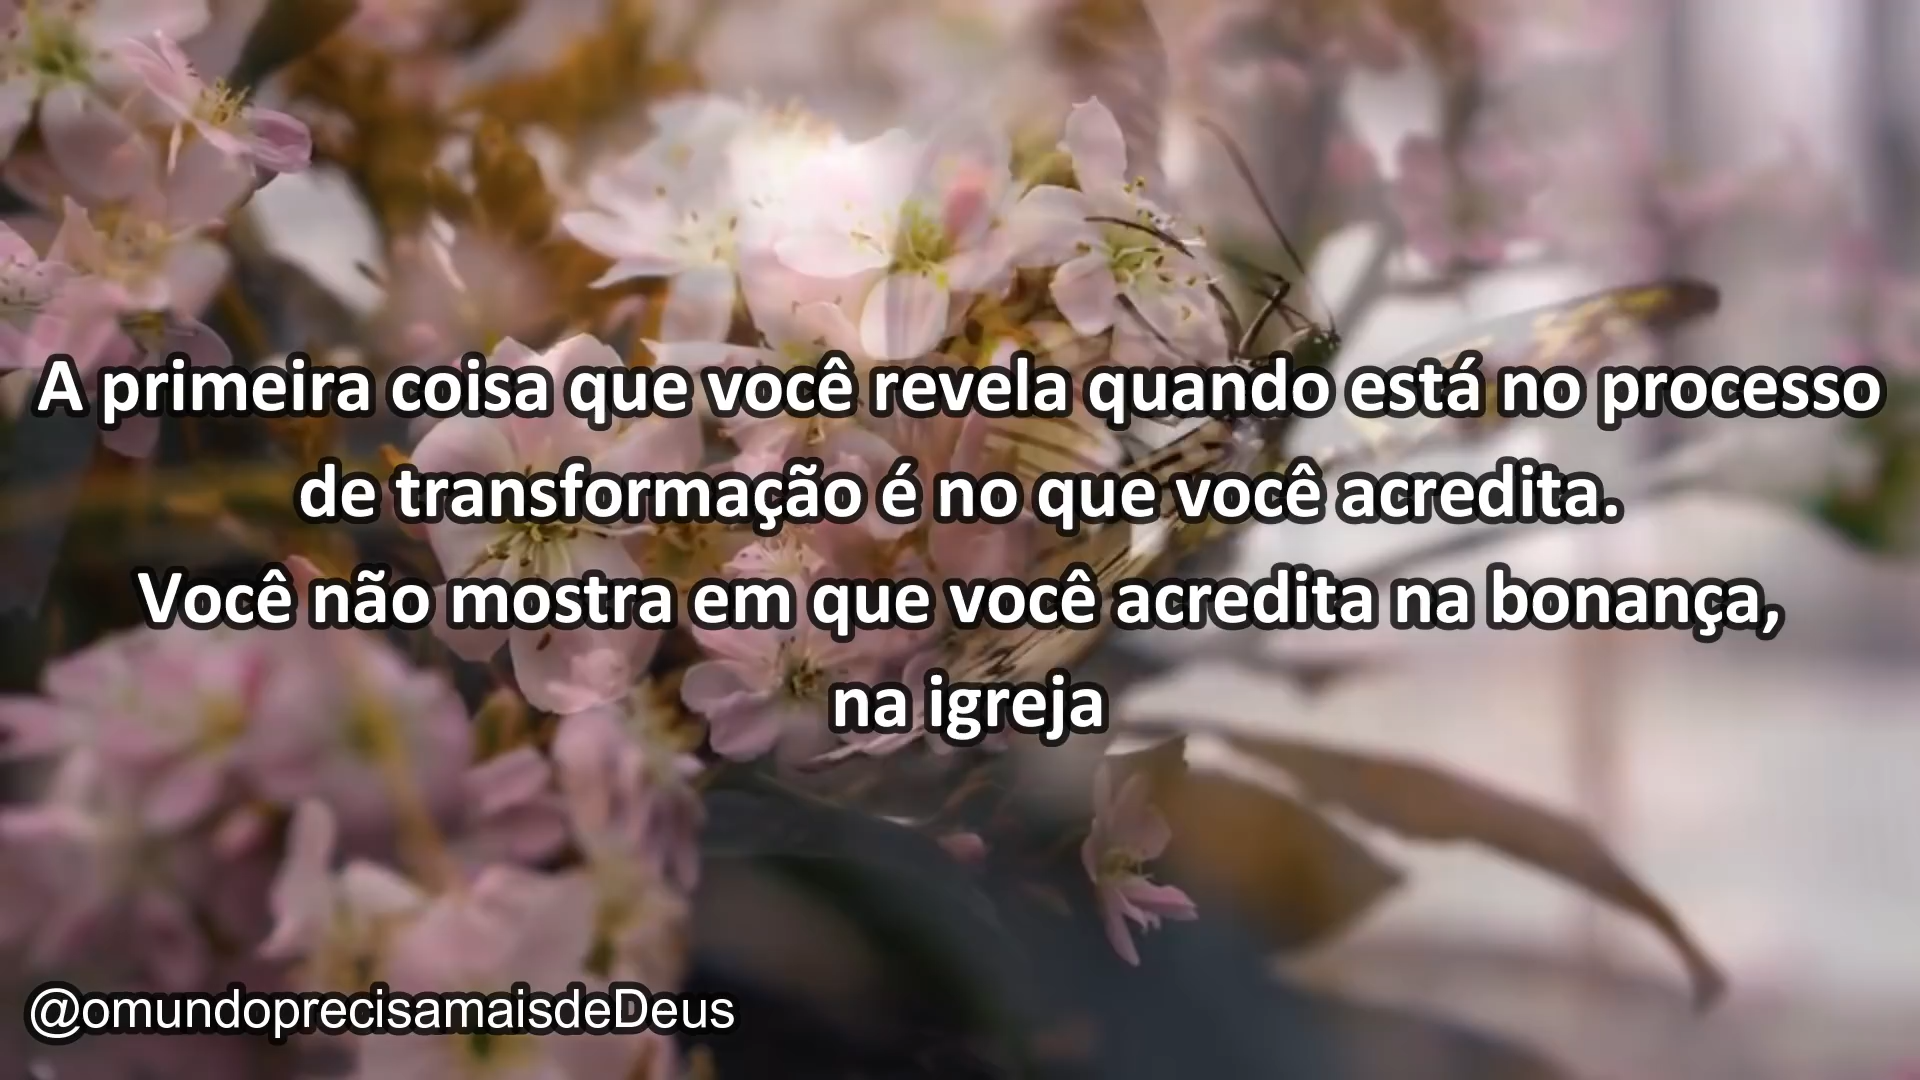 A primeira coisa que você revela quando está no processo
de transformação é no que você acredita.
Você não mostra em que você acredita na bonança,
na igreja
@omundoprecisamaisdeDeus